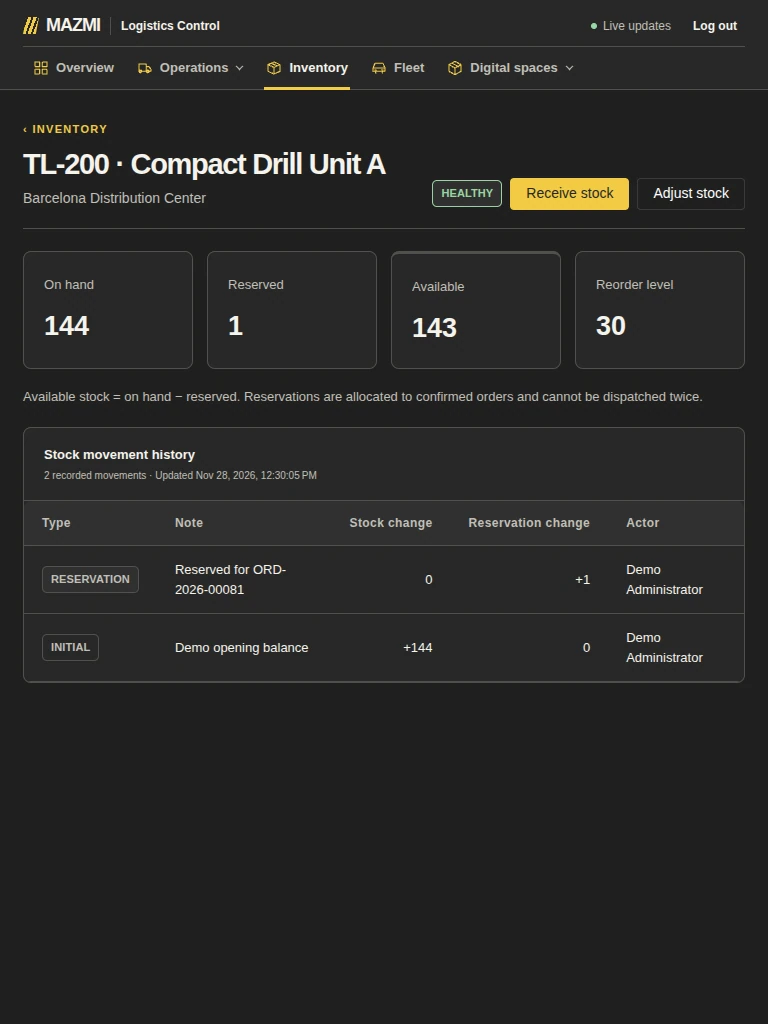 MAZMI Logistics Control Live updates Log out
Overview Operations Inventory Fleet Digital spaces
‹ INVENTORY
TL-200 · Compact Drill Unit A
Barcelona Distribution Center
HEALTHY Receive stock Adjust stock
On hand Reserved Available Reorder level
144 1 143 30
Available stock = on hand − reserved. Reservations are allocated to confirmed orders and cannot be dispatched twice.
Stock movement history
2 recorded movements · Updated Nov 28, 2026, 12:30:05 PM
Type Note Stock change Reservation change Actor
RESERVATION Reserved for ORD-2026-00081 0 +1 Demo Administrator
INITIAL Demo opening balance +144 0 Demo Administrator